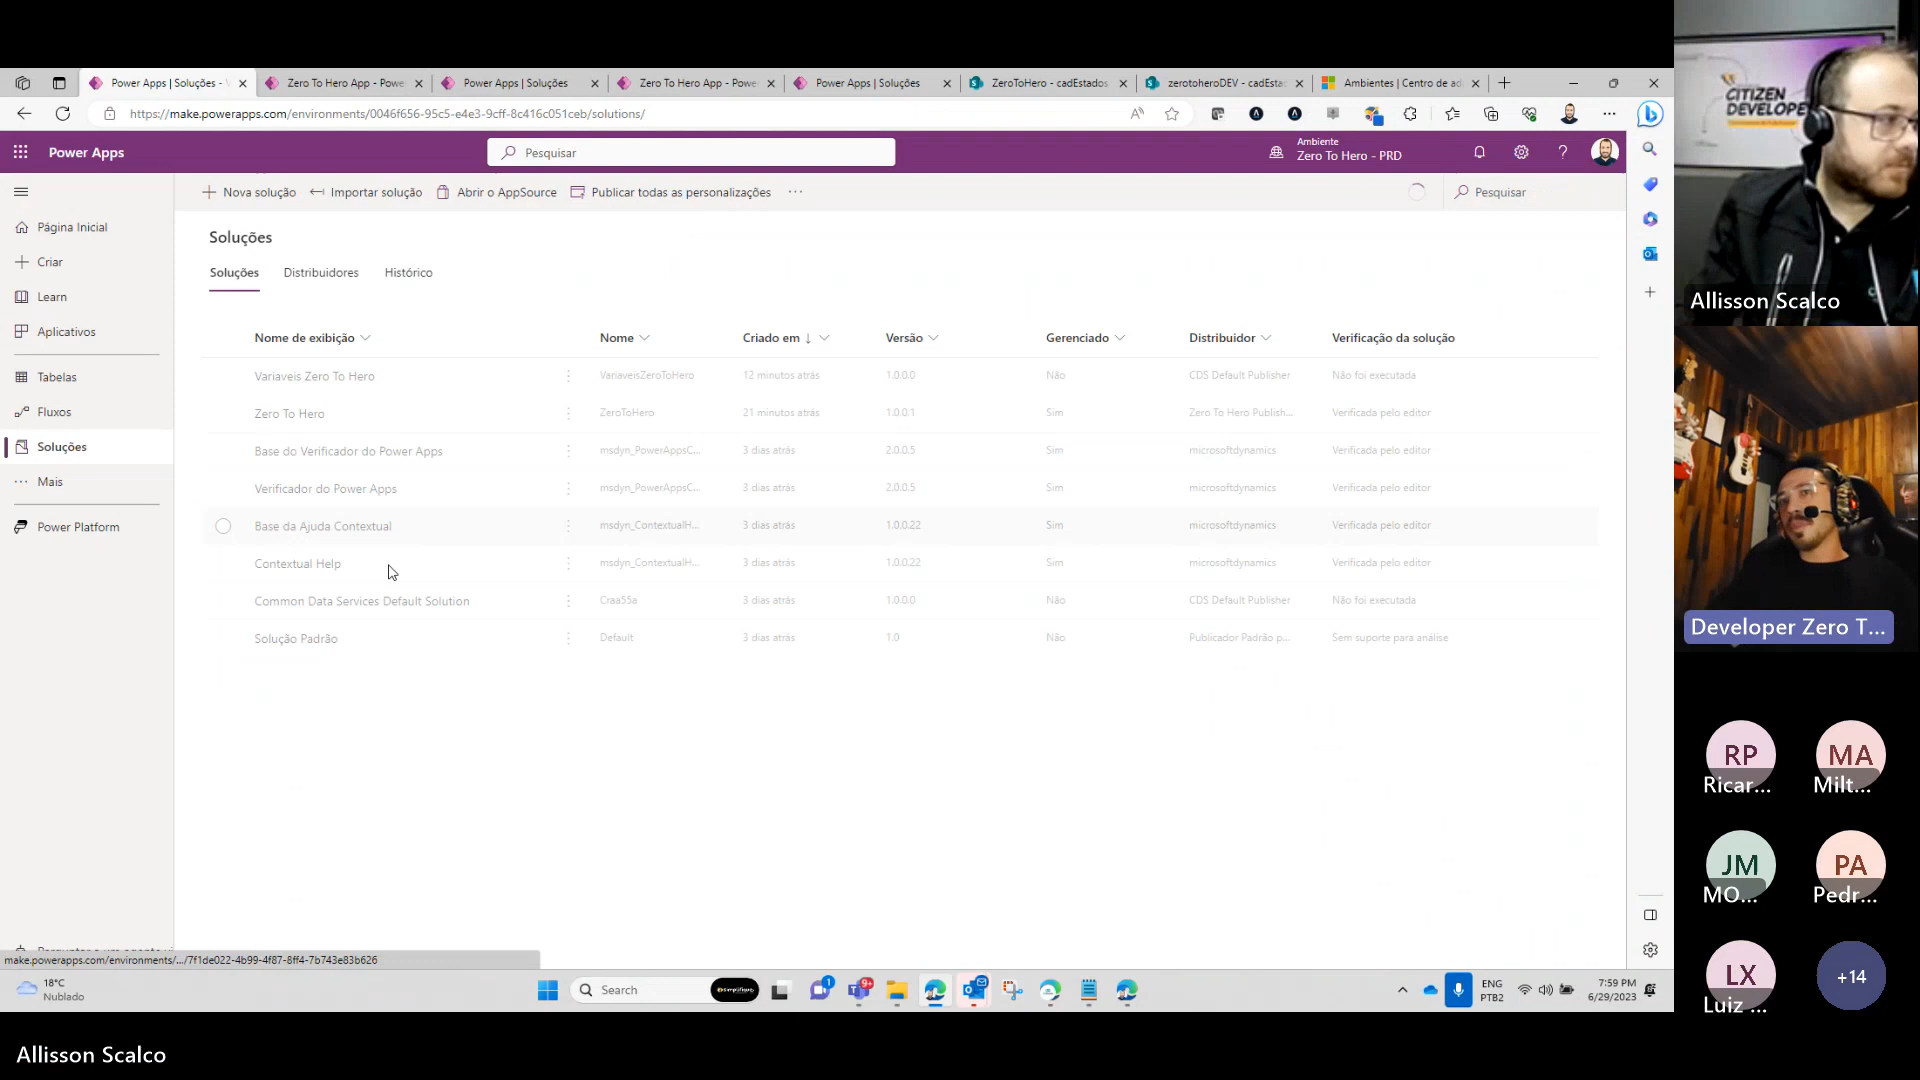 Power Apps | Soluções -
Zero To Hero App - Powe
Power Apps | Soluções
Zero To Hero App - Powe
Power Apps | Soluções
ZeroToHero - cadEstados
zerotoheroDEV - cadEsta
Ambientes | Centro de ad
https://make.powerapps.com/environments/0046f656-95c5-e4e3-9cff-8c416c051ceb/solutions/
Power Apps
Pesquisar
Ambiente
Zero To Hero - PRD
Nova solução
Importar solução
Abrir o AppSource
Publicar todas as personalizações
Pesquisar
Página Inicial
Criar
Learn
Aplicativos
Tabelas
Fluxos
Soluções
Mais
Power Platform
Soluções
Soluções Distribuidores Histórico
Nome de exibição Nome Criado em Versão Gerenciado Distribuidor Verificação da solução
Variaveis Zero To Hero VariaveisZeroToHero 12 minutos atrás 1.0.0.0 Não CDS Default Publisher Não foi executada
Zero To Hero ZeroToHero 21 minutos atrás 1.0.0.1 Sim Zero To Hero Publish... Verificada pelo editor
Base do Verificador do Power Apps msdyn_PowerAppsC... 3 dias atrás 2.0.0.5 Sim microsoftdynamics Verificada pelo editor
Verificador do Power Apps msdyn_PowerAppsC... 3 dias atrás 2.0.0.5 Sim microsoftdynamics Verificada pelo editor
Base da Ajuda Contextual msdyn_ContextualH... 3 dias atrás 1.0.0.22 Sim microsoftdynamics Verificada pelo editor
Contextual Help msdyn_ContextualH... 3 dias atrás 1.0.0.22 Sim microsoftdynamics Verificada pelo editor
Common Data Services Default Solution Craa55a 3 dias atrás 1.0.0.0 Não CDS Default Publisher Não foi executada
Solução Padrão Default 3 dias atrás 1.0 Não Publicador Padrão p... Sem suporte para análise
make.powerapps.com/environments/.../7f1de022-4b99-4f87-8ff4-7b743e83b626
18°C
Nublado
Search
1
9+
ENG
PTB2
7:59 PM
6/29/2023
CITIZEN
DEVELOPE
Allisson Scalco
Developer Zero T...
RP
Ricar...
MA
Milt...
JM
MO...
PA
Pedr...
LX
Luiz ...
+14
Allisson Scalco